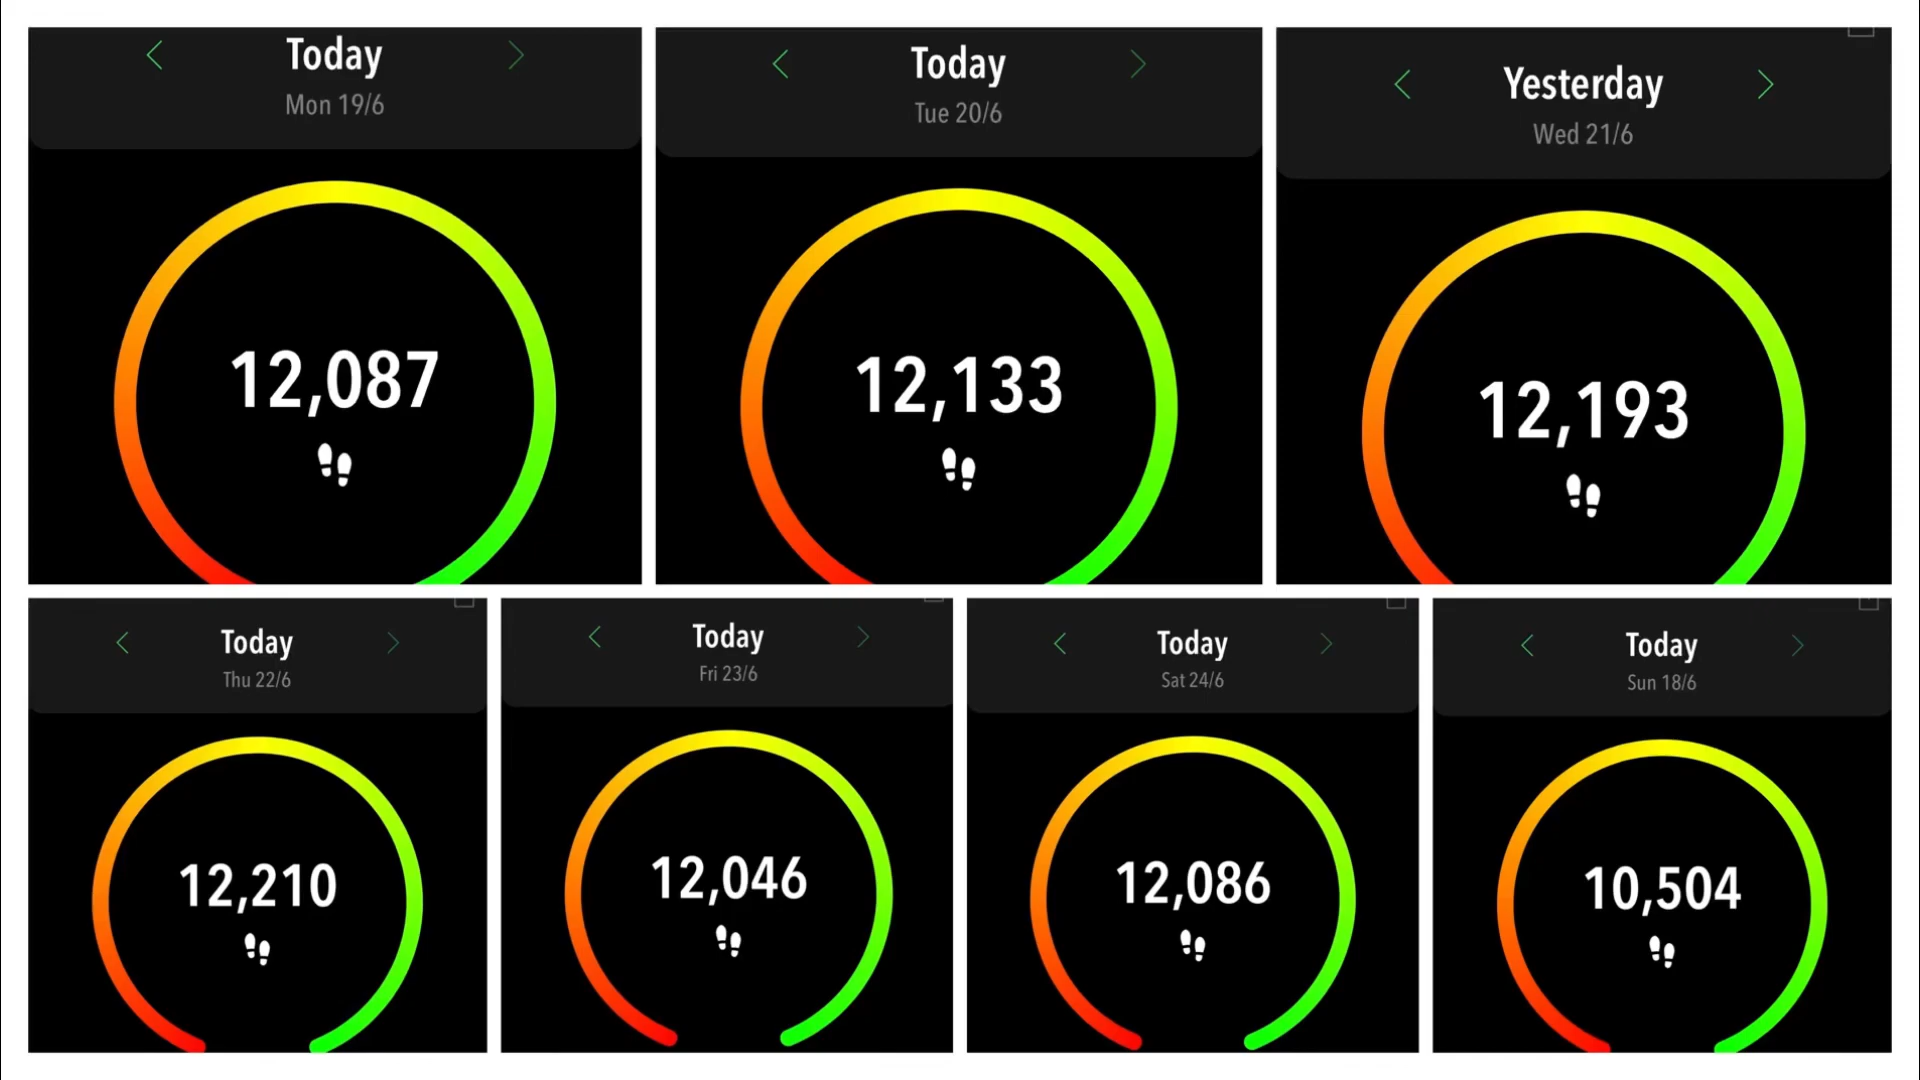 Today
Mon 19/6
12,087
Today
Tue 20/6
12,133
Yesterday
Wed 21/6
12,193
Today
Thu 22/6
12,210
Today
Fri 23/6
12,046
Today
Sat 24/6
12,086
Today
Sun 18/6
10,504